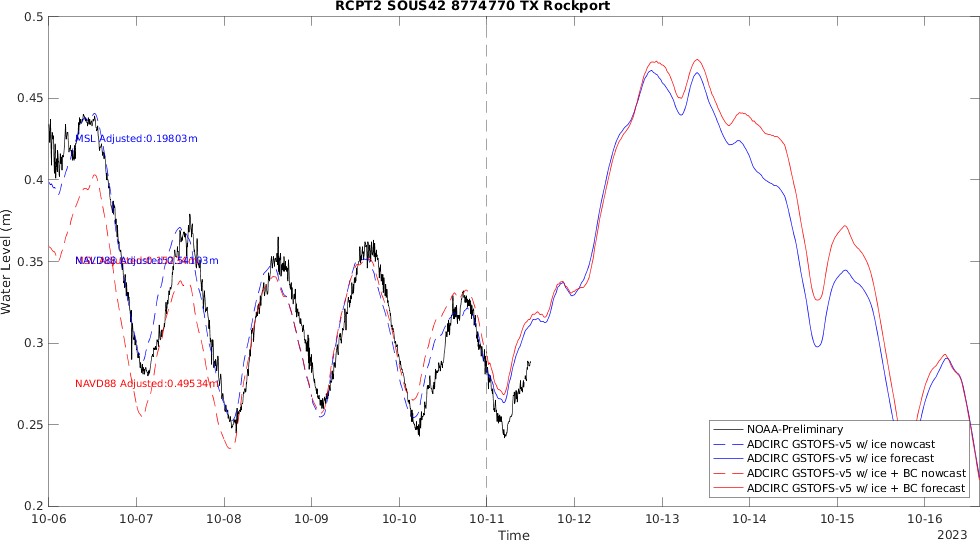 RCPT2 SOUS42 8774770 TX Rockport
0.5
0.45
0.4
0.35
0.3
0.25
0.2
Water Level (m)
MSL Adjusted:0.19803m
NAVD88 Adjusted:0.49534m
10-06 10-07 10-08 10-09 10-10 10-11 10-12 10-13 10-14 10-15 10-16
Time
2023
NOAA-Preliminary
ADCIRC GSTOFS-v5 w/ ice nowcast
ADCIRC GSTOFS-v5 w/ ice forecast
ADCIRC GSTOFS-v5 w/ ice + BC nowcast
ADCIRC GSTOFS-v5 w/ ice + BC forecast